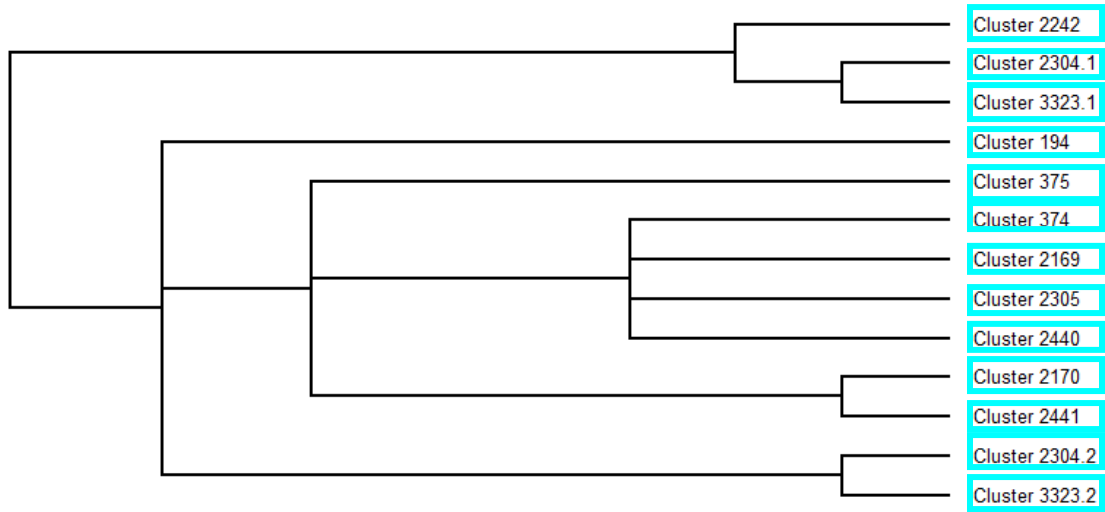 Cluster 2242
Cluster 2304.1
Cluster 3323.1
Cluster 194
Cluster 375
Cluster 374
Cluster 2169
Cluster 2305
Cluster 2440
Cluster 2170
Cluster 2441
Cluster 2304.2
Cluster 3323.2